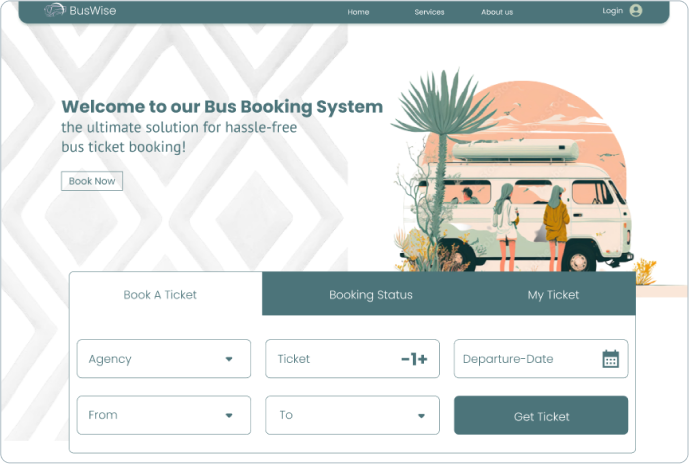 BusWise
Home
Services
About us
Login
Welcome to our Bus Booking System
the ultimate solution for hassle-free
bus ticket booking!
Book Now
Book A Ticket
Booking Status
My Ticket
Agency
Ticket
-1+
Departure-Date
From
To
Get Ticket